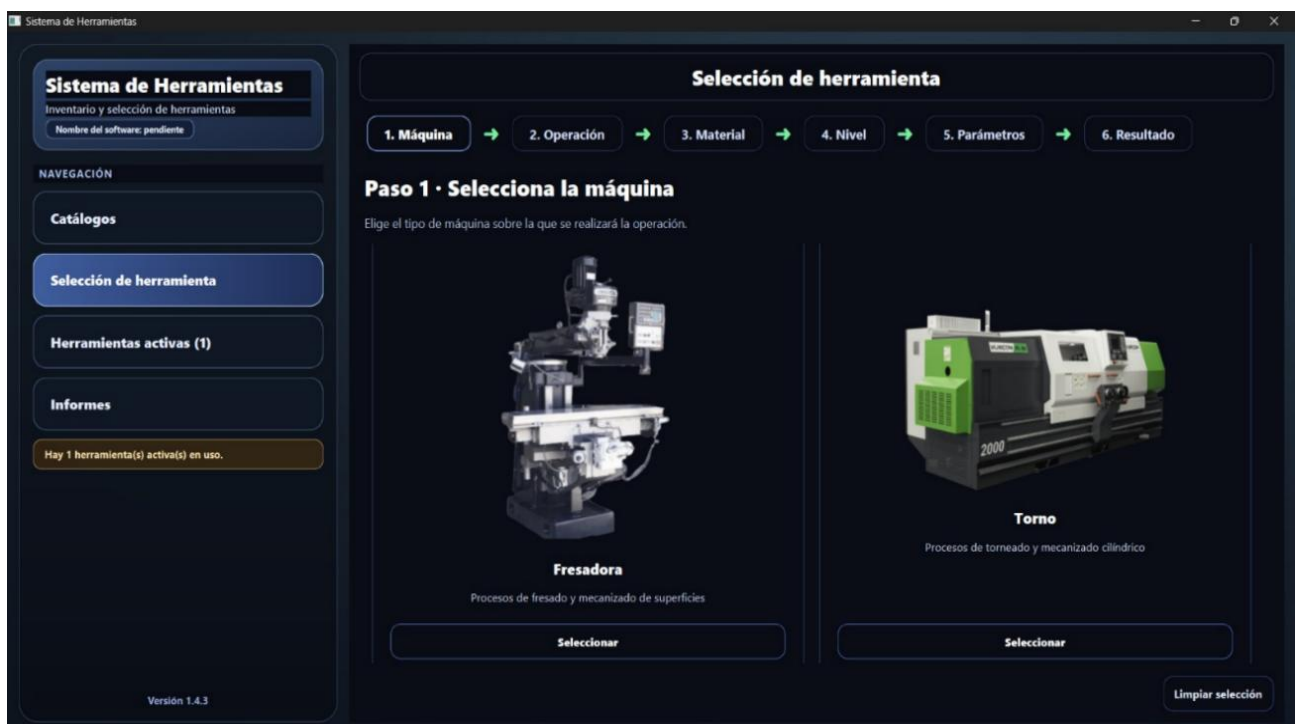 Sistema de Herramientas
Sistema de Herramientas
Inventario y selección de herramientas
Nombre del software: pendiente
NAVEGACIÓN
Catálogos
Selección de herramienta
Herramientas activas (1)
Informes
Hay 1 herramienta(s) activa(s) en uso.
Versión 1.4.3
Selección de herramienta
1. Máquina → 2. Operación → 3. Material → 4. Nivel → 5. Parámetros → 6. Resultado
Paso 1 · Selecciona la máquina
Elige el tipo de máquina sobre la que se realizará la operación.
Fresadora
Procesos de fresado y mecanizado de superficies
Seleccionar
2000
Torno
Procesos de torneado y mecanizado cilíndrico
Seleccionar
Limpiar selección